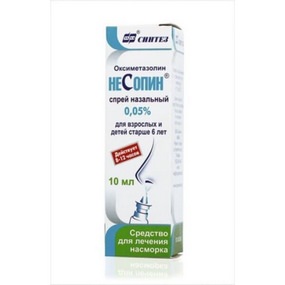 СИНТЕЗ
Оксиметазолин
НЕСОПИН®
спрей назальный
0,05%
для взрослых и
детей старше 6 лет
Действует
8-12 часов
10 мл
Средство
для лечения
насморка